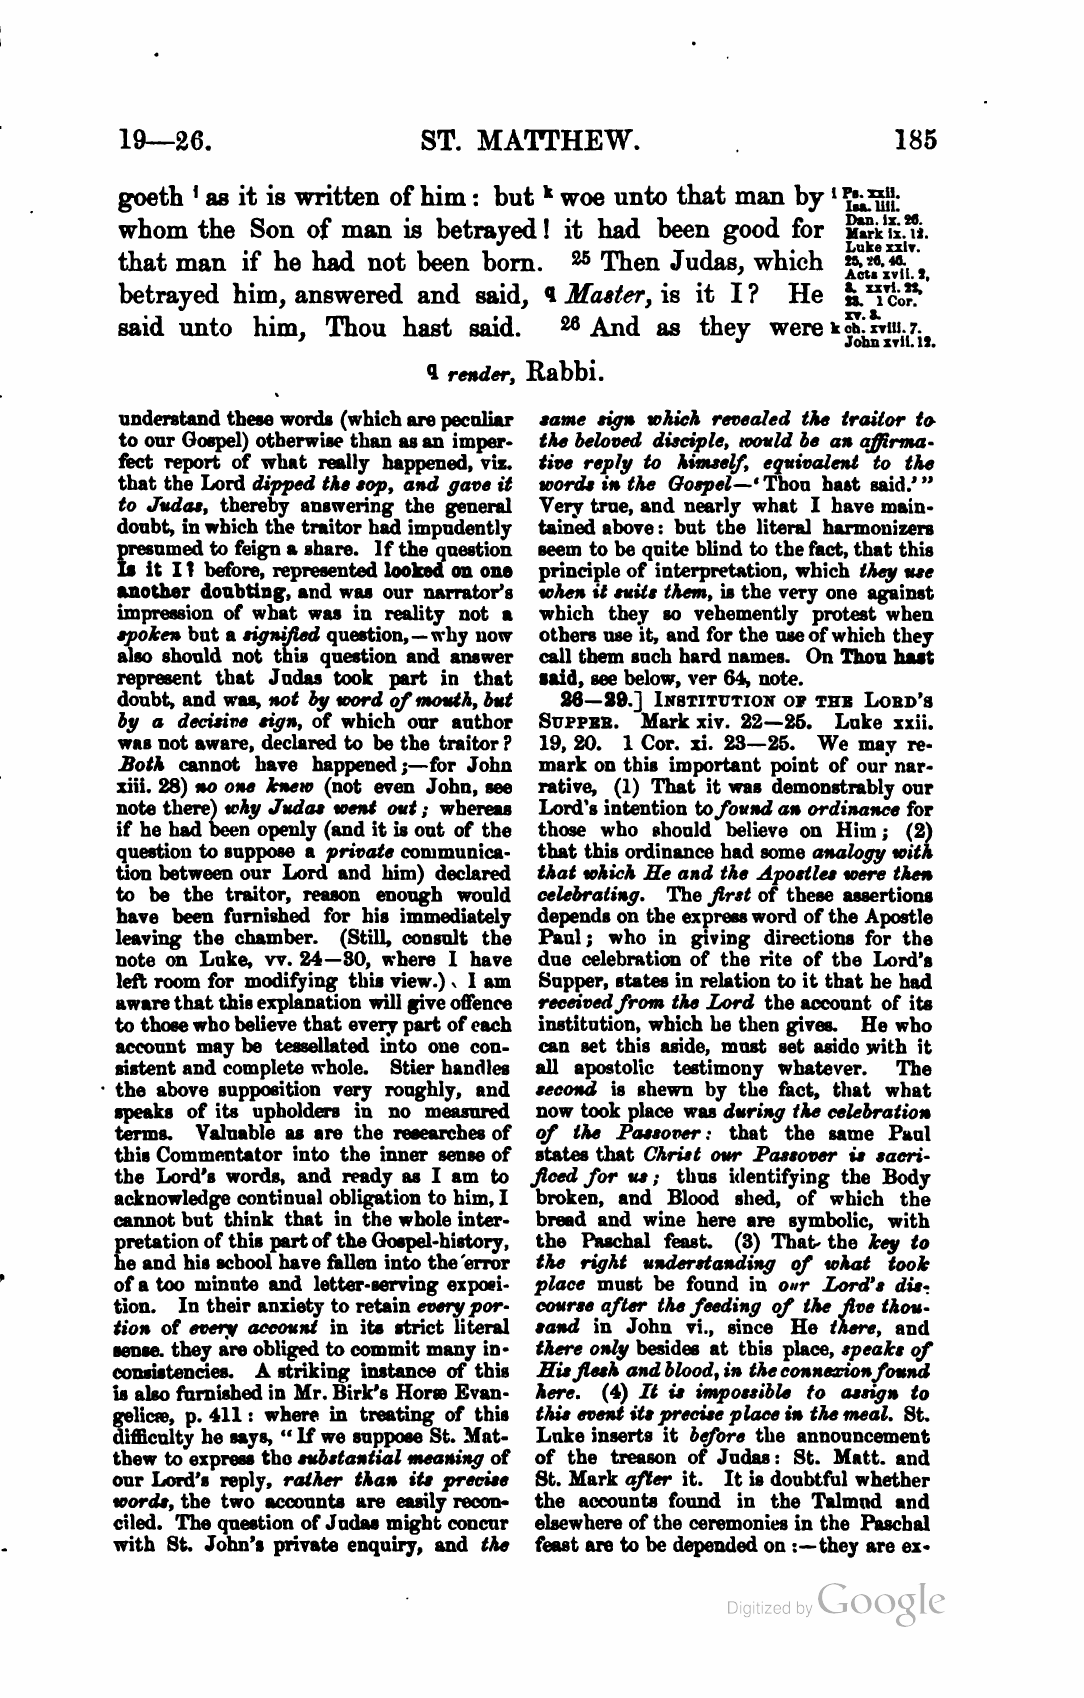 19—26. ST. MATTHEW. 185
goeth i as it is written of him : but k woe unto that man by
whom the Son of man is betrayed ! it had been good for
that man if he had not been born. 25 Then Judas, which
betrayed him, answered and said, q Master, is it I ? He
said unto him, Thou hast said. 26 And as they were
i Ps. xxii.
Isa. liii.
Dan. ix. 26.
Mark ix. 12.
Luke xxiv.
25, 26, 46.
Acts xvii. 2,
3. xxvi. 22,
23. 1 Cor.
xv. 3.
k ch. xviii. 7.
John xvii. 12.
q render, Rabbi.
understand these words (which are peculiar
to our Gospel) otherwise than as an imper-
fect report of what really happened, viz.
that the Lord dipped the sop, and gave it
to Judas, thereby answering the general
doubt, in which the traitor had impudently
presumed to feign a share. If the question
Is it I ? before, represented looked on one
another doubting, and was our narrator's
impression of what was in reality not a
spoken but a signified question,—why now
also should not this question and answer
represent that Judas took part in that
doubt, and was, not by word of mouth, but
by a decisive sign, of which our author
was not aware, declared to be the traitor ?
Both cannot have happened ;—for John
xiii. 28) no one knew (not even John, see
note there) why Judas went out ; whereas
if he had been openly (and it is out of the
question to suppose a private communica-
tion between our Lord and him) declared
to be the traitor, reason enough would
have been furnished for his immediately
leaving the chamber. (Still, consult the
note on Luke, vv. 24—30, where I have
left room for modifying this view.) I am
aware that this explanation will give offence
to those who believe that every part of each
account may be tessellated into one con-
sistent and complete whole. Stier handles
the above supposition very roughly, and
speaks of its upholders in no measured
terms. Valuable as are the researches of
this Commentator into the inner sense of
the Lord's words, and ready as I am to
acknowledge continual obligation to him, I
cannot but think that in the whole inter-
pretation of this part of the Gospel-history,
he and his school have fallen into the error
of a too minute and letter-serving exposi-
tion. In their anxiety to retain every por-
tion of every account in its strict literal
sense. they are obliged to commit many in-
consistencies. A striking instance of this
is also furnished in Mr. Birk's Horæ Evan-
gelicæ, p. 411 : where in treating of this
difficulty he says, “ If we suppose St. Mat-
thew to express the substantial meaning of
our Lord's reply, rather than its precise
words, the two accounts are easily recon-
ciled. The question of Judas might concur
with St. John's private enquiry, and the
same sign which revealed the traitor to
the beloved disciple, would be an affirma-
tive reply to himself, equivalent to the
words in the Gospel—‘ Thou hast said.’ ”
Very true, and nearly what I have main-
tained above : but the literal harmonizers
seem to be quite blind to the fact, that this
principle of interpretation, which they use
when it suits them, is the very one against
which they so vehemently protest when
others use it, and for the use of which they
call them such hard names. On Thou hast
said, see below, ver 64, note.
26—29.] INSTITUTION OF THE LORD'S
SUPPER. Mark xiv. 22—25. Luke xxii.
19, 20. 1 Cor. xi. 23—25. We may re-
mark on this important point of our nar-
rative, (1) That it was demonstrably our
Lord's intention to found an ordinance for
those who should believe on Him ; (2)
that this ordinance had some analogy with
that which He and the Apostles were then
celebrating. The first of these assertions
depends on the express word of the Apostle
Paul ; who in giving directions for the
due celebration of the rite of the Lord's
Supper, states in relation to it that he had
received from the Lord the account of its
institution, which he then gives. He who
can set this aside, must set aside with it
all apostolic testimony whatever. The
second is shewn by the fact, that what
now took place was during the celebration
of the Passover : that the same Paul
states that Christ our Passover is sacri-
ficed for us ; thus identifying the Body
broken, and Blood shed, of which the
bread and wine here are symbolic, with
the Paschal feast. (3) That the key to
the right understanding of what took
place must be found in our Lord's dis-
course after the feeding of the five thou-
sand in John vi., since He there, and
there only besides at this place, speaks of
His flesh and blood, in the connexion found
here. (4) It is impossible to assign to
this event its precise place in the meal. St.
Luke inserts it before the announcement
of the treason of Judas : St. Matt. and
St. Mark after it. It is doubtful whether
the accounts found in the Talmud and
elsewhere of the ceremonies in the Paschal
feast are to be depended on :—they are ex-
Digitized by Google